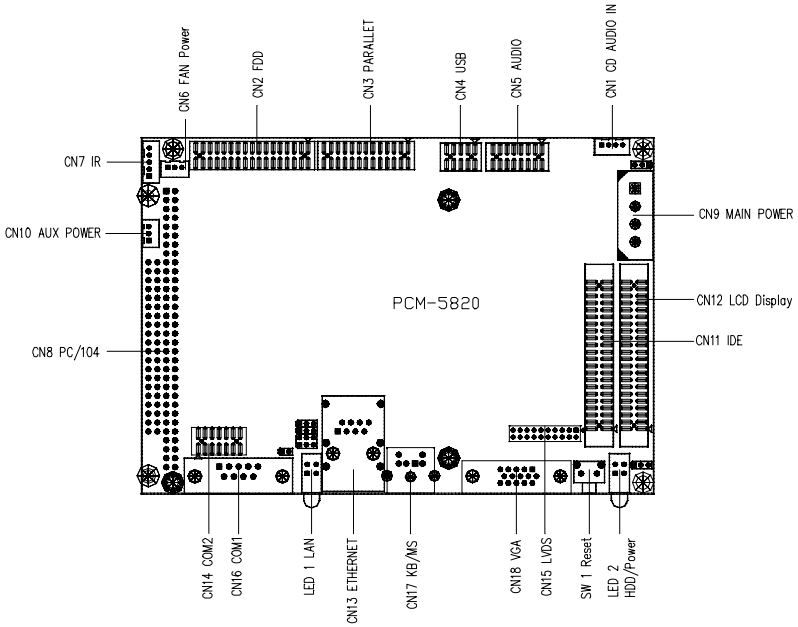 CN6 FAN Power
CN2 FDD
CN3 PARALLET
CN4 USB
CN5 AUDIO
CN1 CD AUDIO IN
CN7 IR
CN10 AUX POWER
CN8 PC/104
PCM-5820
CN9 MAIN POWER
CN12 LCD Display
CN11 IDE
CN14 COM2
CN16 COM1
LED 1 LAN
CN13 ETHERNET
CN17 KB/MS
CN18 VGA
CN15 LVDS
SW 1 Reset
LED 2
HDD/Power